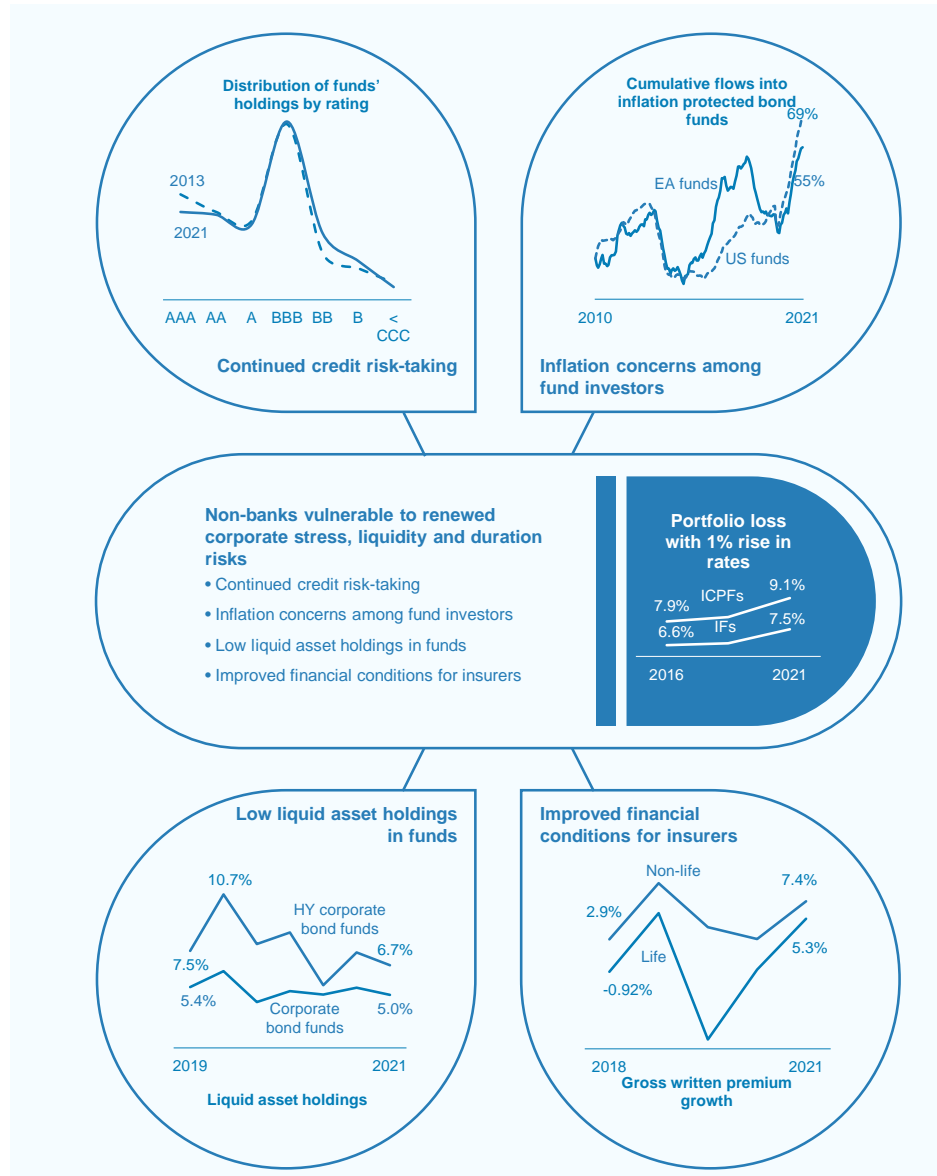 Distribution of funds'
holdings by rating
2013
2021
AAA AA A BBB BB B <
CCC
Continued credit risk-taking
Cumulative flows into
inflation protected bond
funds
69%
EA funds
55%
US funds
2010 2021
Inflation concerns among
fund investors
Non-banks vulnerable to renewed
corporate stress, liquidity and duration
risks
• Continued credit risk-taking
• Inflation concerns among fund investors
• Low liquid asset holdings in funds
• Improved financial conditions for insurers
Portfolio loss
with 1% rise in
rates
9.1%
ICPFs
7.9%
7.5%
IFs
6.6%
2016 2021
Low liquid asset holdings
in funds
10.7%
HY corporate
bond funds
6.7%
7.5%
5.4%
Corporate
bond funds
5.0%
2019 2021
Liquid asset holdings
Improved financial
conditions for insurers
Non-life
7.4%
2.9%
5.3%
Life
-0.92%
2018 2021
Gross written premium
growth